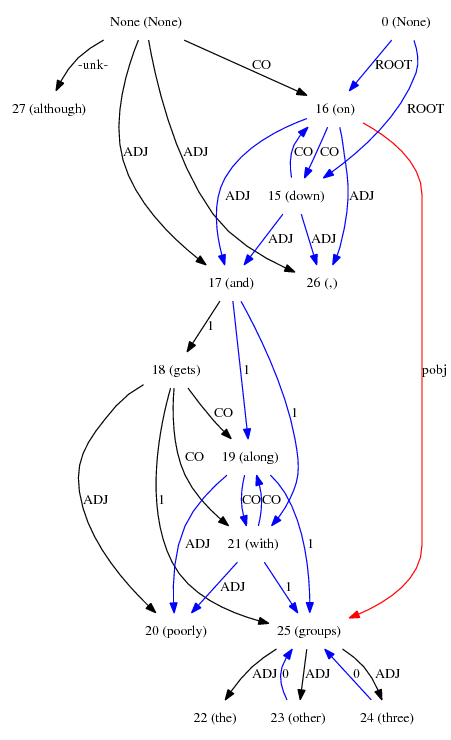 None (None) 0 (None)
-unk- CO ROOT
27 (although) 16 (on) ROOT
ADJ ADJ CO CO
ADJ 15 (down) ADJ
ADJ ADJ
17 (and) 26 (,)
1
18 (gets) 1 pobj
CO 1
ADJ 1 CO 19 (along)
CO CO
ADJ 21 (with) 1
ADJ 1
20 (poorly) 25 (groups)
ADJ 0 ADJ 0 ADJ
22 (the) 23 (other) 24 (three)